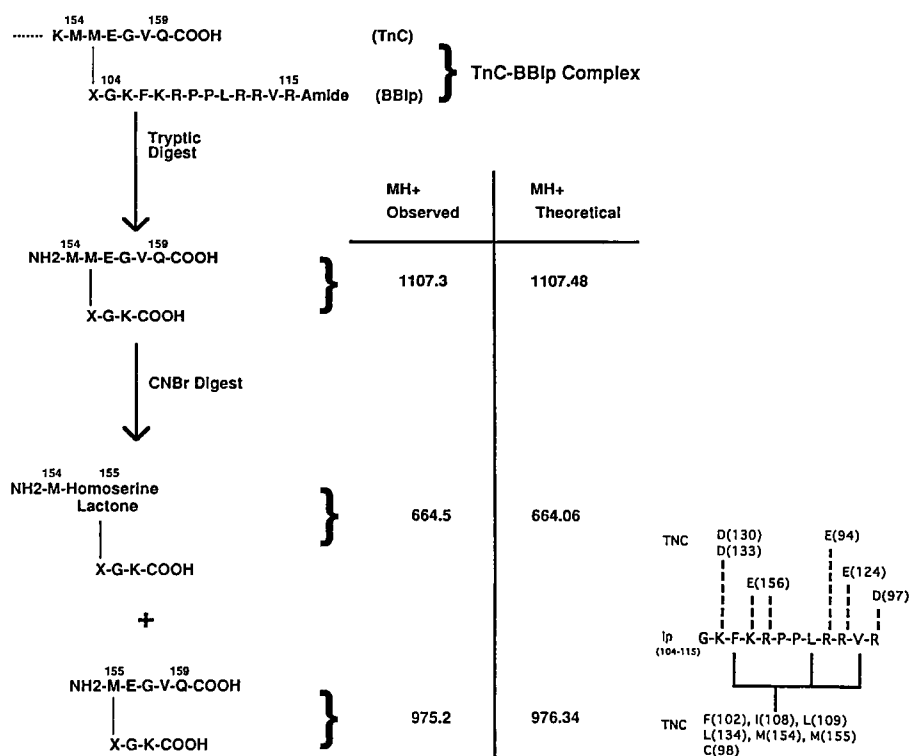 154 159
······· K-M-M-E-G-V-Q-COOH (TnC)
TnC-BBIp Complex
104 115
X-G-K-F-K-R-P-P-L-R-R-V-R-Amide (BBIp)
Tryptic
Digest
MH+ MH+
Observed Theoretical
154 159
NH2-M-M-E-G-V-Q-COOH
1107.3 1107.48
X-G-K-COOH
CNBr Digest
154 155
NH2-M-Homoserine
Lactone
664.5 664.06
X-G-K-COOH
+
155 159
NH2-M-E-G-V-Q-COOH
975.2 976.34
X-G-K-COOH
TNC D(130) E(94)
D(133)
E(156) E(124)
D(97)
Ip G-K-F-K-R-P-P-L-R-R-V-R
(104-115)
TNC F(102), I(108), L(109)
L(134), M(154), M(155)
C(98)